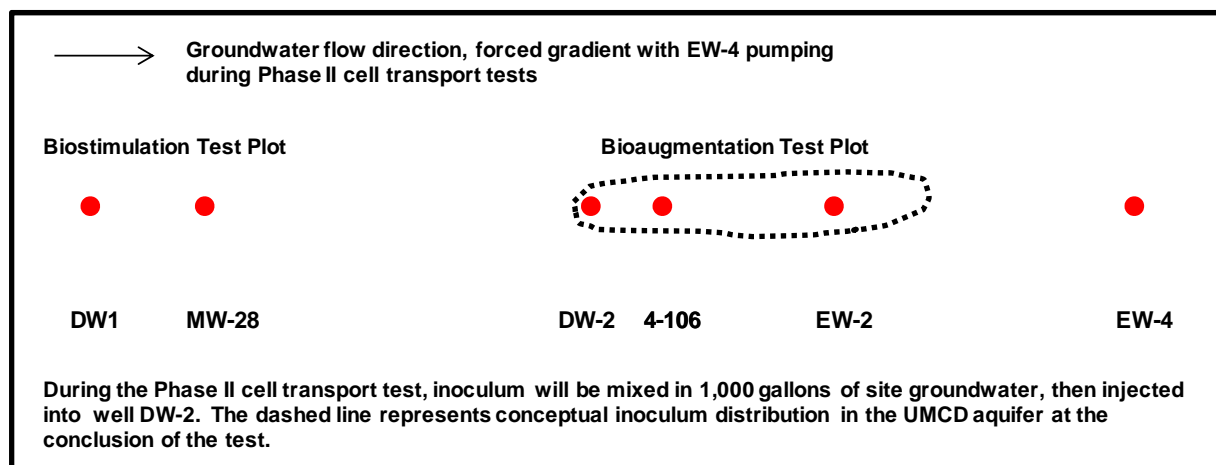 Groundwater flow direction, forced gradient with EW-4 pumping
during Phase II cell transport tests
Biostimulation Test Plot Bioaugmentation Test Plot
DW1 MW-28 DW-2 4-106 EW-2 EW-4
During the Phase II cell transport test, inoculum will be mixed in 1,000 gallons of site groundwater, then injected
into well DW-2. The dashed line represents conceptual inoculum distribution in the UMCD aquifer at the
conclusion of the test.